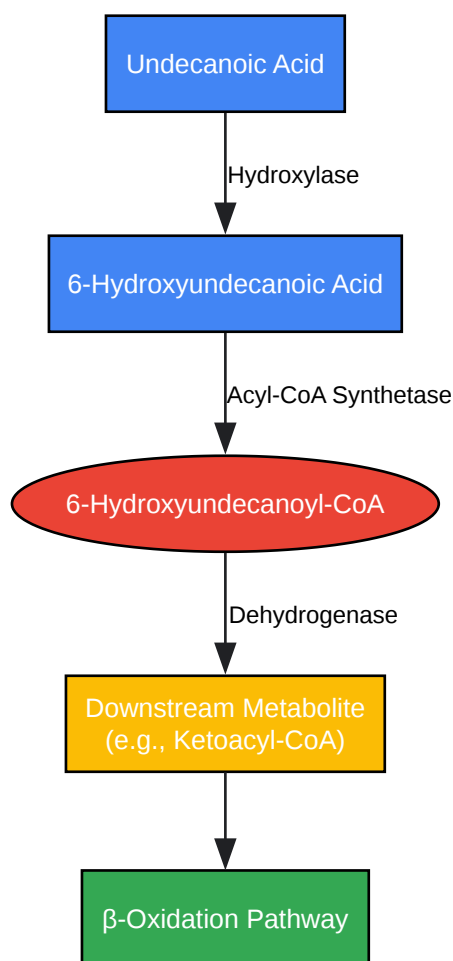 Undecanoic Acid
Hydroxylase
6-Hydroxyundecanoic Acid
Acyl-CoA Synthetase
6-Hydroxyundecanoyl-CoA
Dehydrogenase
Downstream Metabolite
(e.g., Ketoacyl-CoA)
β-Oxidation Pathway